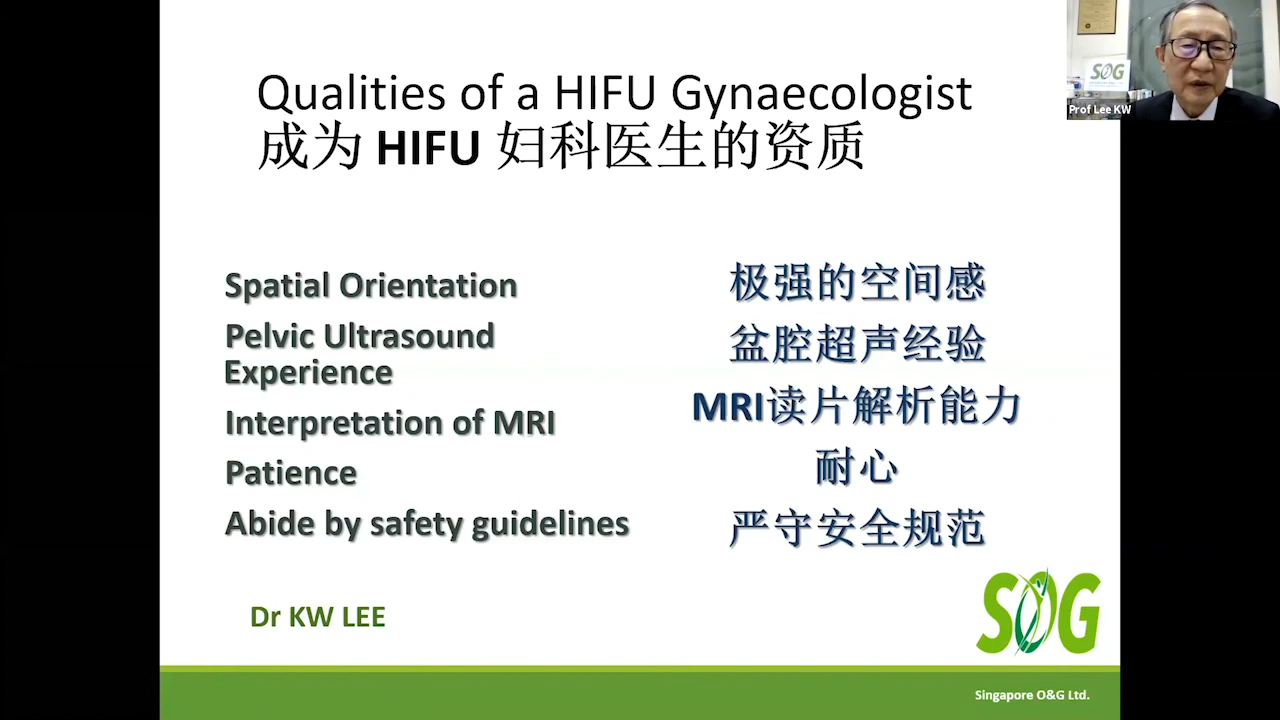 Qualities of a HIFU Gynaecologist
成为 HIFU 妇科医生的资质
Spatial Orientation
Pelvic Ultrasound
Experience
Interpretation of MRI
Patience
Abide by safety guidelines
极强的空间感
盆腔超声经验
MRI读片解析能力
耐心
严守安全规范
Dr KW LEE
SOG
Singapore O&G Ltd.
SOG
Prof Lee KW